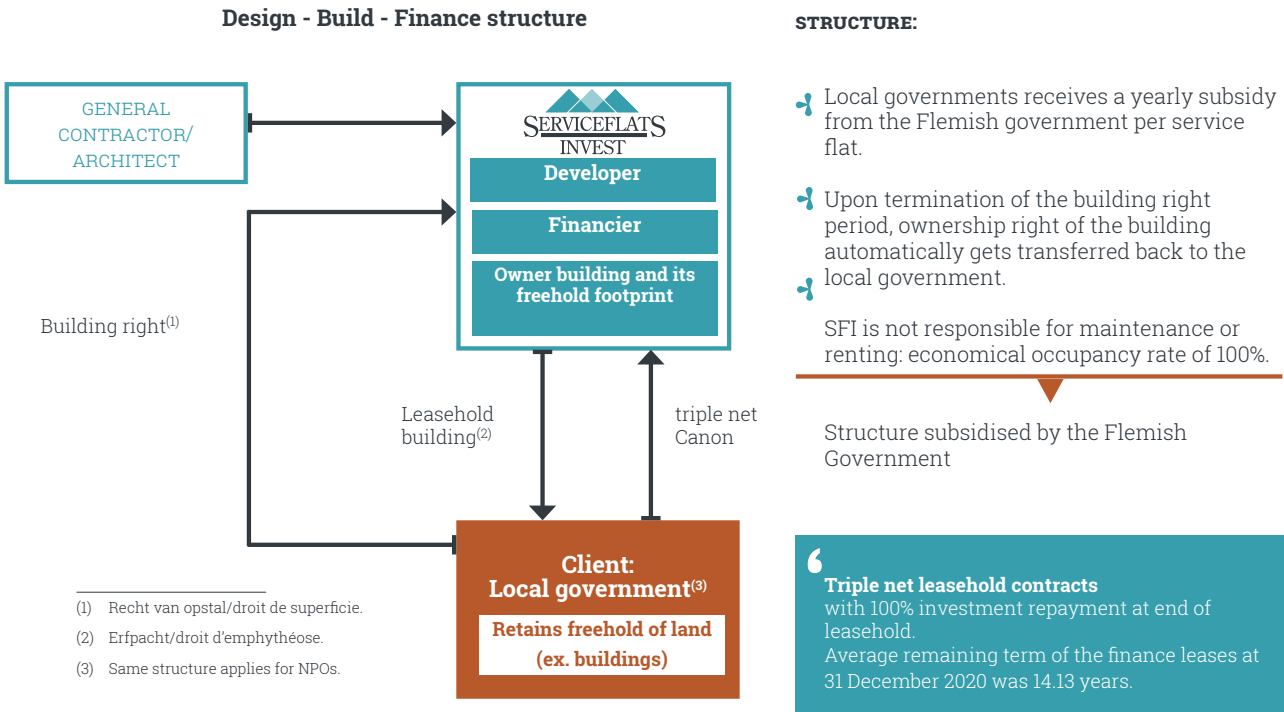 Design - Build - Finance structure
GENERAL
CONTRACTOR/
ARCHITECT
SERVICEFLATS
INVEST
Developer
Financier
Owner building and its
freehold footprint
Building right(1)
Leasehold
building(2)
triple net
Canon
Client:
Local government(3)
Retains freehold of land
(ex. buildings)
(1) Recht van opstal/droit de superficie.
(2) Erfpacht/droit d'emphythéose.
(3) Same structure applies for NPOs.
STRUCTURE:
Local governments receives a yearly subsidy
from the Flemish government per service
flat.
Upon termination of the building right
period, ownership right of the building
automatically gets transferred back to the
local government.
SFI is not responsible for maintenance or
renting: economical occupancy rate of 100%.
Structure subsidised by the Flemish
Government
Triple net leasehold contracts
with 100% investment repayment at end of
leasehold.
Average remaining term of the finance leases at
31 December 2020 was 14.13 years.